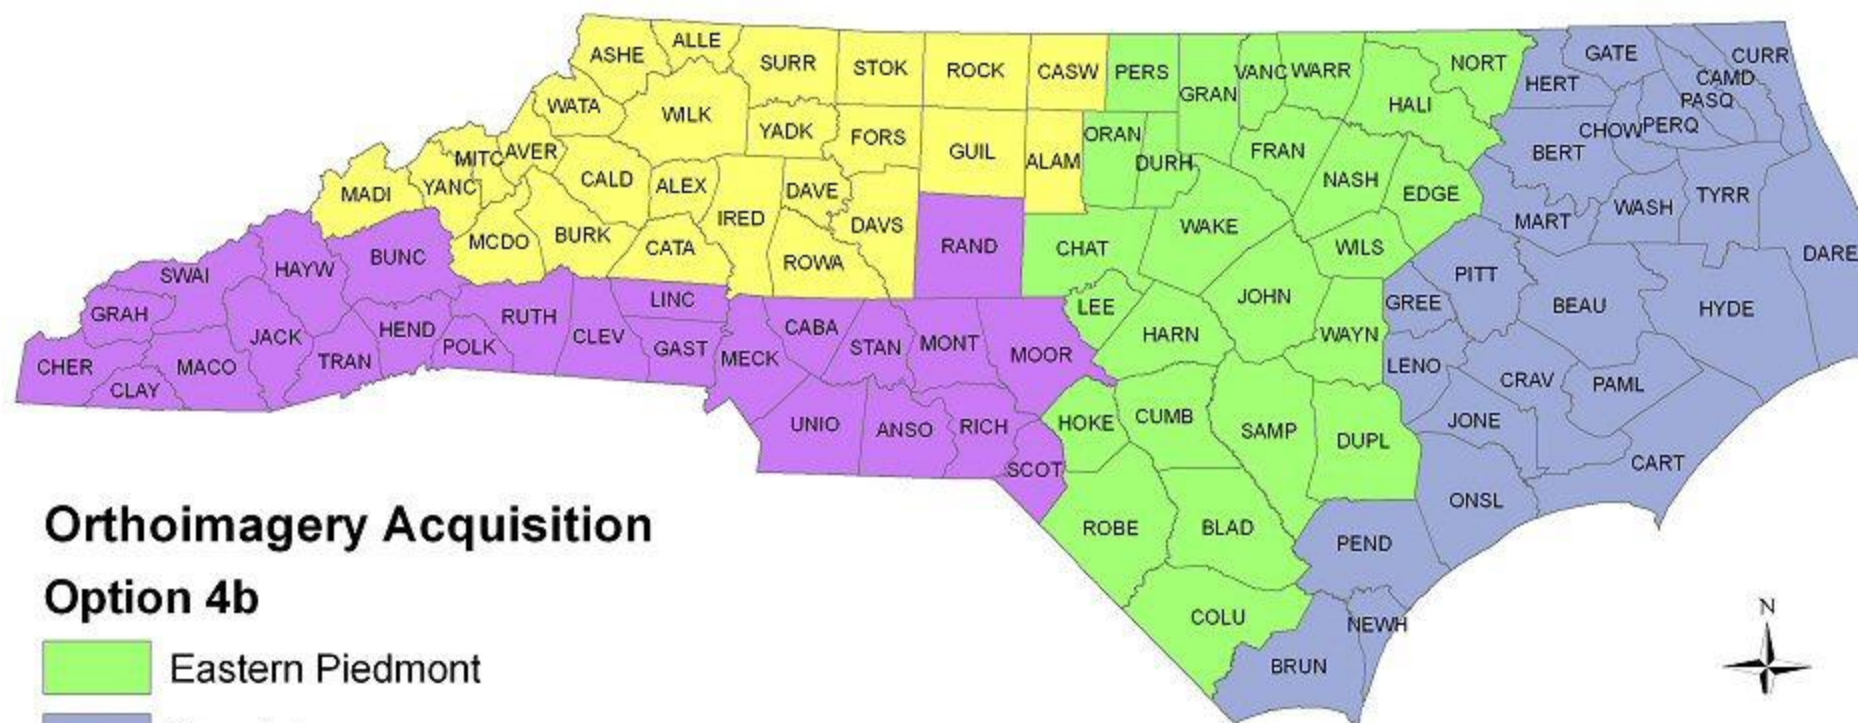 ASHE
ALLE
SURR
STOK
ROCK
CASW
PERS
GRAN
VANC
WARR
NORT
HALI
HERT
GATE
CURR
CAMD
PASQ
PERQ
CHOW
BERT
WATA
WILK
YADK
FORS
GUIL
ALAM
ORAN
DURH
FRAN
NASH
EDGE
MART
WASH
TYRR
DARE
MADI
YANC
MITC
AVER
CALD
ALEX
IRED
DAVE
DAVS
RAND
CHAT
WAKE
WILS
PITT
BEAU
HYDE
SWAI
HAYW
BUNC
MCDO
BURK
CATA
ROWA
LEE
JOHN
WAYN
GREE
GRAH
JACK
HEND
POLK
RUTH
CLEV
LINC
GAST
MECK
CABA
STAN
MONT
MOOR
HARN
LENO
CRAV
PAML
CHER
CLAY
MACO
TRAN
UNIO
ANSO
RICH
SCOT
HOKE
CUMB
SAMP
DUPL
JONE
CART
ONSL
ROBE
BLAD
PEND
COLU
NEWH
BRUN
N
Orthoimagery Acquisition
Option 4b
Eastern Piedmont